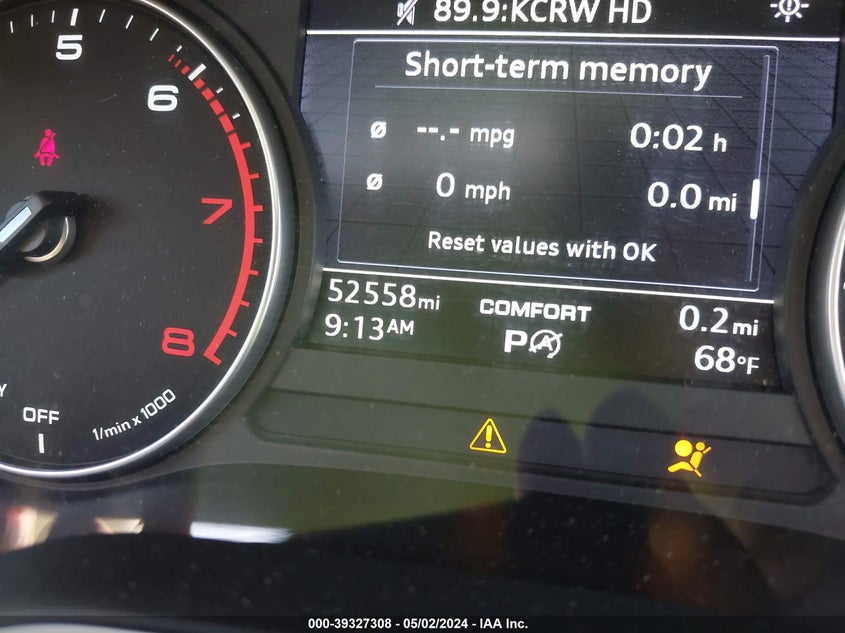 89.9:KCRW HD
Short-term memory
ø --.- mpg 0:02 h
ø 0 mph 0.0 mi
Reset values with OK
52558mi COMFORT 0.2mi
9:13AM P A 68°F
5
6
7
8
1/min x 1000
Y
OFF
000-39327308 - 05/02/2024 - IAA Inc.